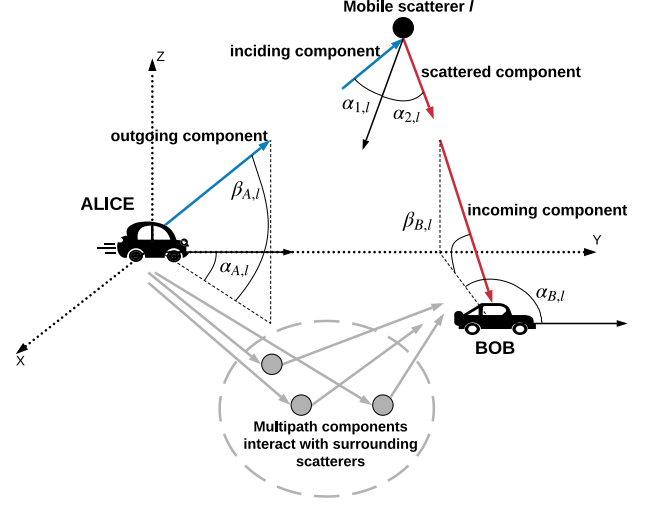 Mobile scatterer l
inciding component
scattered component
α1,l
α2,l
Z
outgoing component
βA,l
ALICE
αA,l
X
βB,l
incoming component
Y
αB,l
BOB
Multipath components
interact with surrounding
scatterers